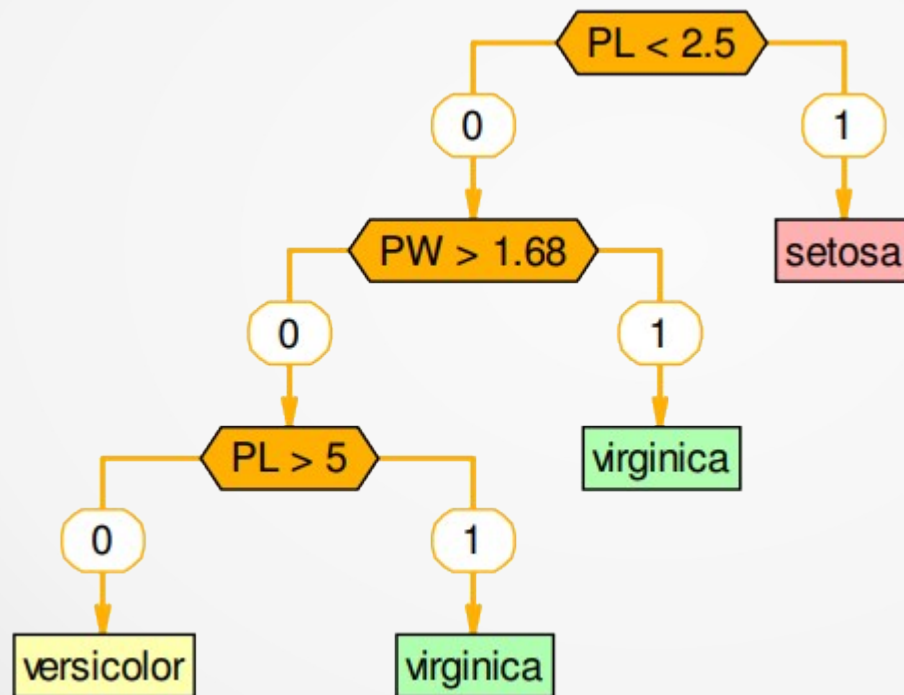 PL < 2.5
0
1
PW > 1.68
setosa
0
1
PL > 5
virginica
0
1
versicolor
virginica